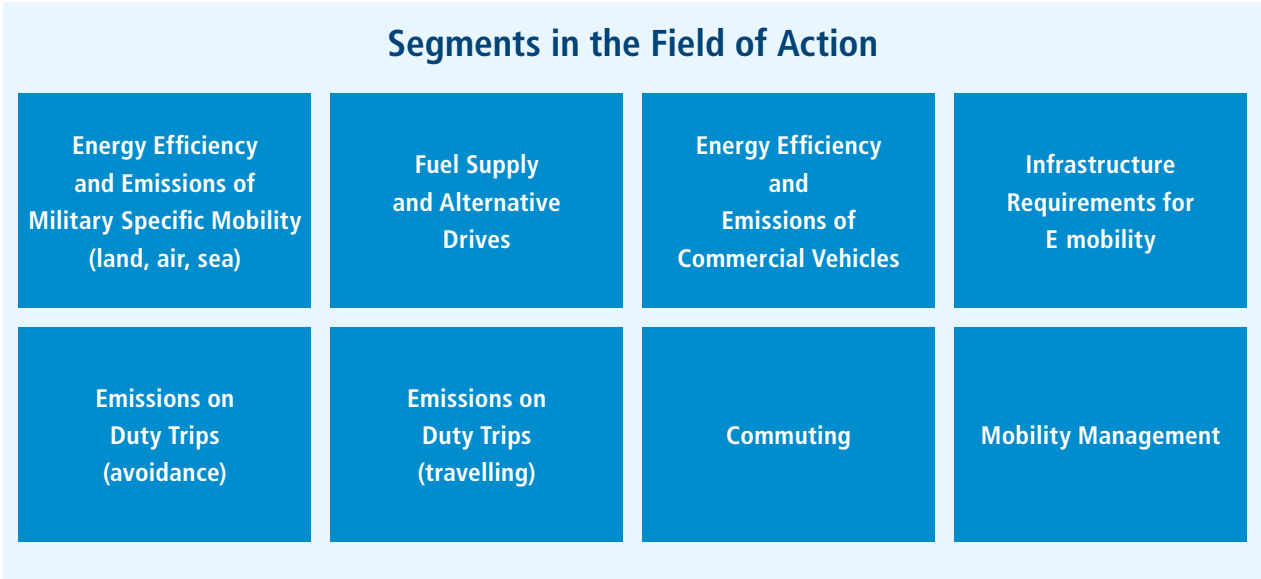 Segments in the Field of Action
Energy Efficiency
and Emissions of
Military Specific Mobility
(land, air, sea)
Fuel Supply
and Alternative
Drives
Energy Efficiency
and
Emissions of
Commercial Vehicles
Infrastructure
Requirements for
E mobility
Emissions on
Duty Trips
(avoidance)
Emissions on
Duty Trips
(travelling)
Commuting
Mobility Management